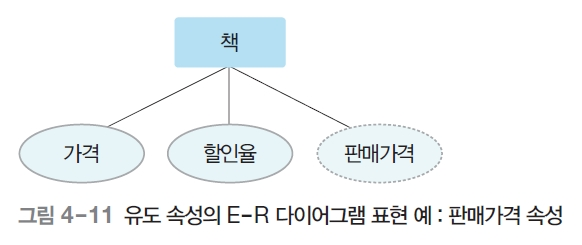 책
가격 할인율 판매가격
그림 4-11 유도 속성의 E-R 다이어그램 표현 예 : 판매가격 속성